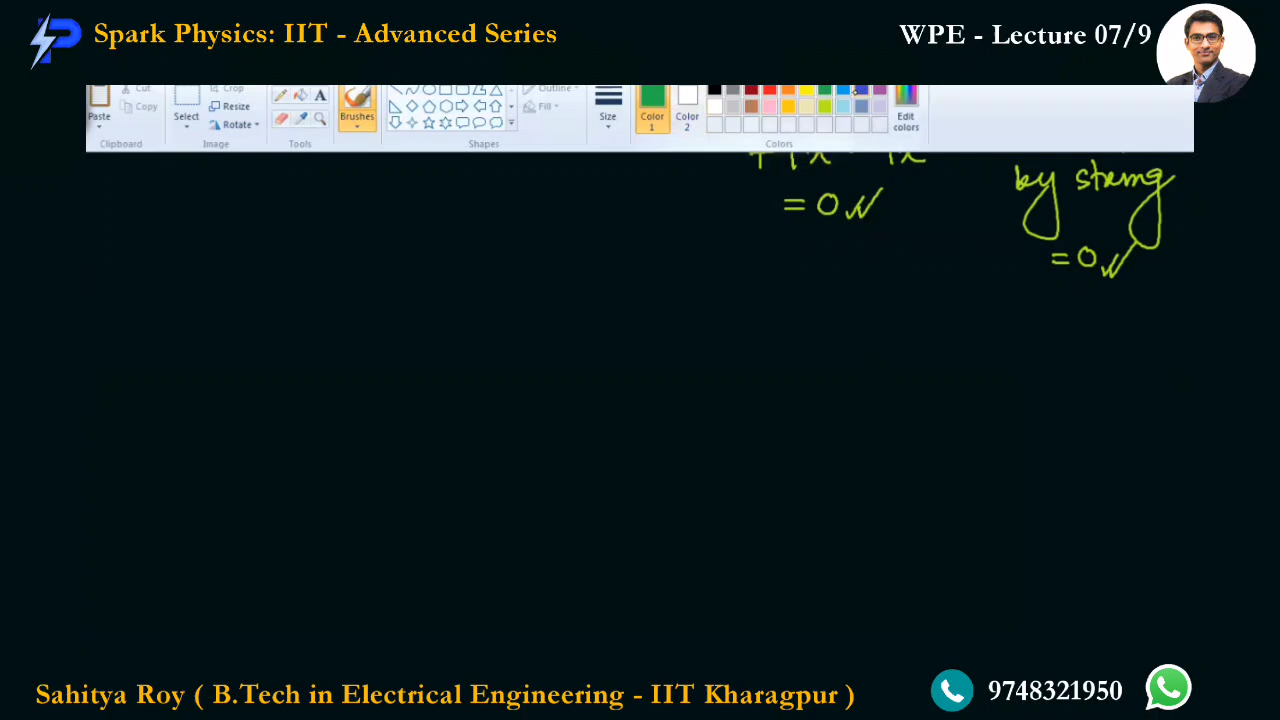 Spark Physics: IIT - Advanced Series
WPE - Lecture 07/9
Paste
Cut
Copy
Clipboard
Select
Crop
Resize
Rotate
Image
Tools
Brushes
Shapes
Outline
Fill
Size
Color 1
Color 2
Edit colors
Colors
+Tx - Tx
= 0
by string
= 0
Sahitya Roy ( B.Tech in Electrical Engineering - IIT Kharagpur )
9748321950